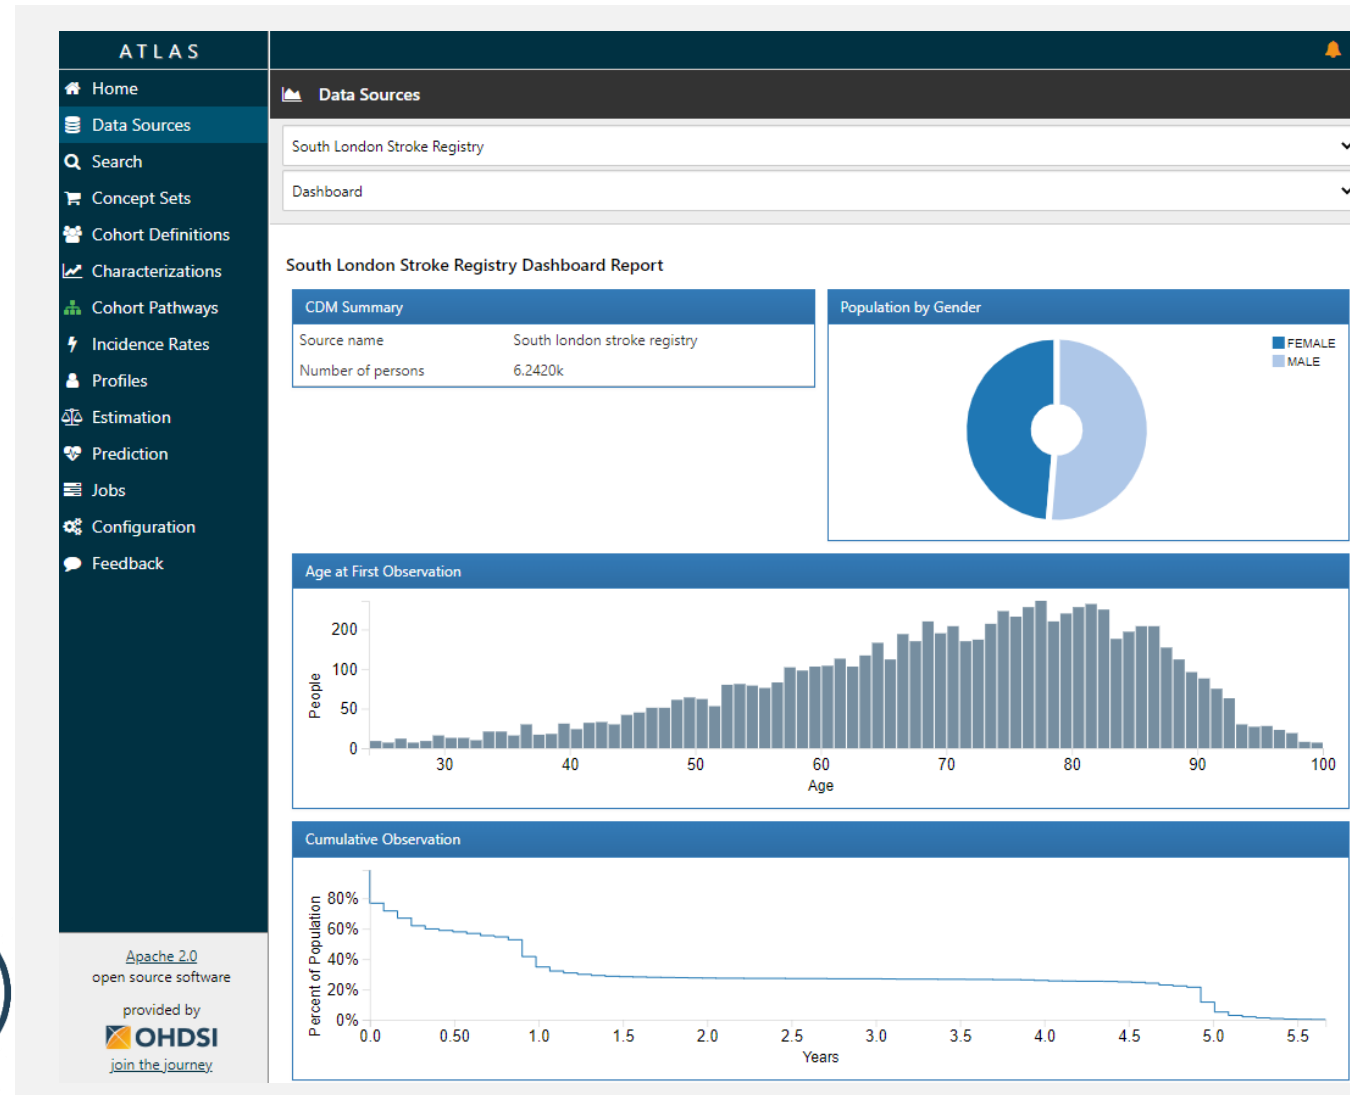 ATLAS
Home
Data Sources
Search
Concept Sets
Cohort Definitions
Characterizations
Cohort Pathways
Incidence Rates
Profiles
Estimation
Prediction
Jobs
Configuration
Feedback
Apache 2.0
open source software
provided by
OHDSI
join the journey
Data Sources
South London Stroke Registry
Dashboard
South London Stroke Registry Dashboard Report
CDM Summary
Source name South london stroke registry
Number of persons 6.2420k
Population by Gender
FEMALE
MALE
Age at First Observation
People
200
100
50
0
30 40 50 60 70 80 90 100
Age
Cumulative Observation
Percent of Population
80%
60%
40%
20%
0%
0.0 0.50 1.0 1.5 2.0 2.5 3.0 3.5 4.0 4.5 5.0 5.5
Years